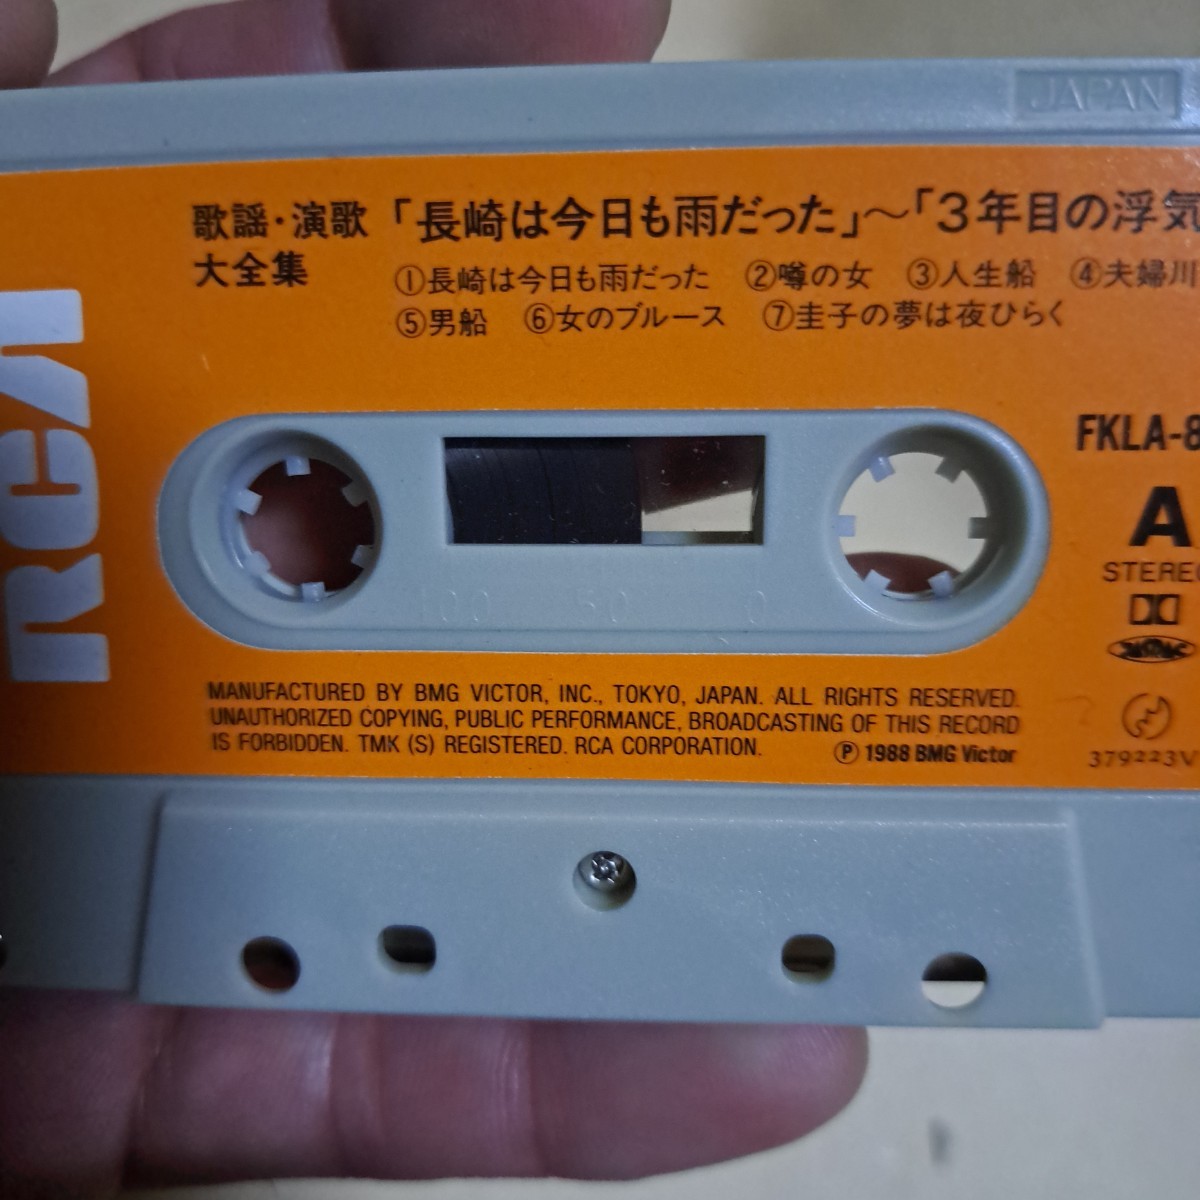 JAPAN
歌謡・演歌 「長崎は今日も雨だった」〜「3年目の浮気
大全集
①長崎は今日も雨だった ②噂の女 ③人生船 ④夫婦川
⑤男船 ⑥女のブルース ⑦圭子の夢は夜ひらく
RCA
FKLA-8
A
STEREO
100 50 0
MANUFACTURED BY BMG VICTOR, INC., TOKYO, JAPAN. ALL RIGHTS RESERVED.
UNAUTHORIZED COPYING, PUBLIC PERFORMANCE, BROADCASTING OF THIS RECORD
IS FORBIDDEN. TMK (S) REGISTERED. RCA CORPORATION.
Ⓟ 1988 BMG Victor
379223V